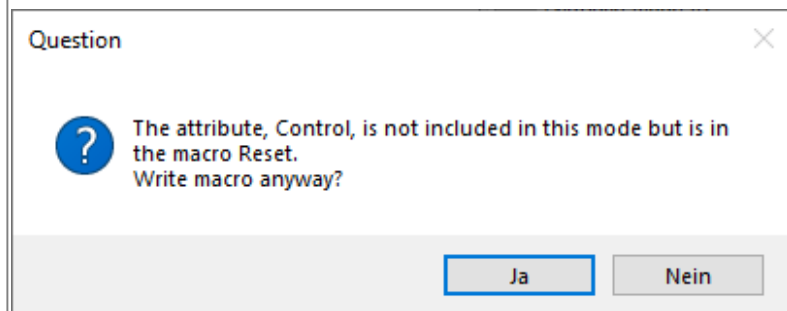 Question
The attribute, Control, is not included in this mode but is in
the macro Reset.
Write macro anyway?
Ja
Nein